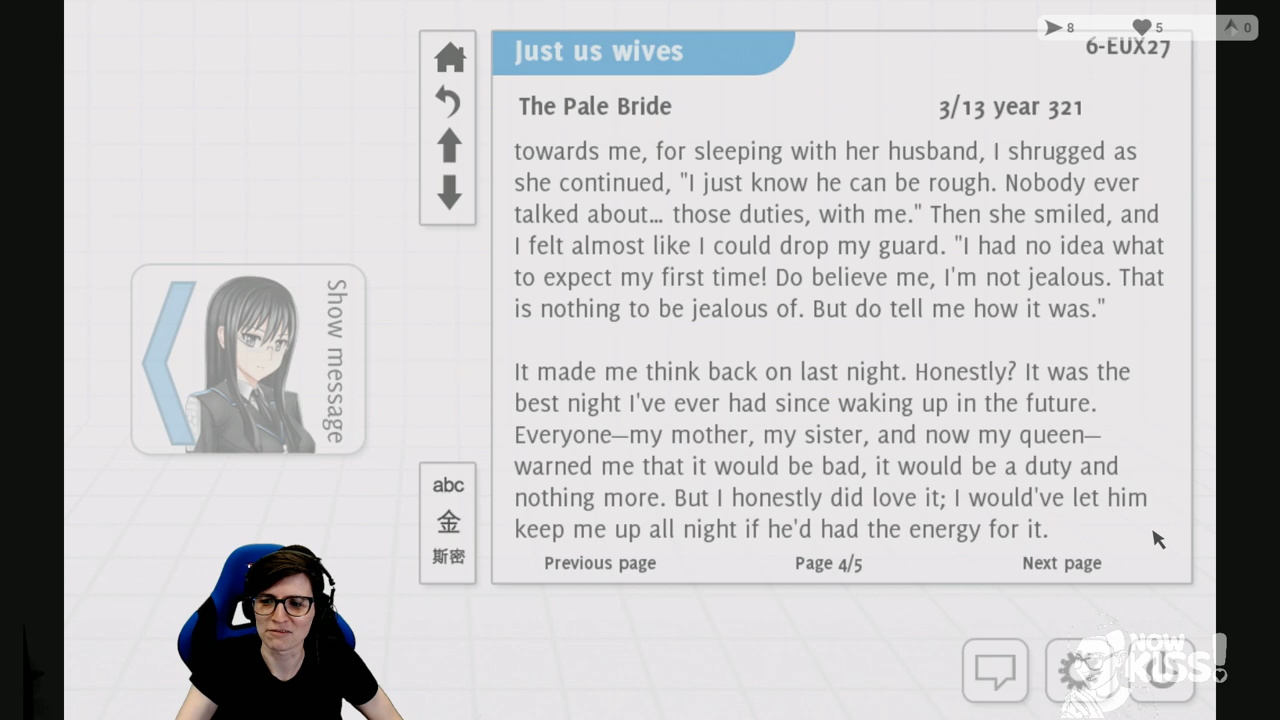 8
5
0
Just us wives
6-EUX27
The Pale Bride
3/13 year 321
towards me, for sleeping with her husband, I shrugged as
she continued, "I just know he can be rough. Nobody ever
talked about... those duties, with me." Then she smiled, and
I felt almost like I could drop my guard. "I had no idea what
to expect my first time! Do believe me, I'm not jealous. That
is nothing to be jealous of. But do tell me how it was."
It made me think back on last night. Honestly? It was the
best night I've ever had since waking up in the future.
Everyone—my mother, my sister, and now my queen—
warned me that it would be bad, it would be a duty and
nothing more. But I honestly did love it; I would've let him
keep me up all night if he'd had the energy for it.
Previous page
Page 4/5
Next page
Show message
abc
金
斯密
NOW
KISS!